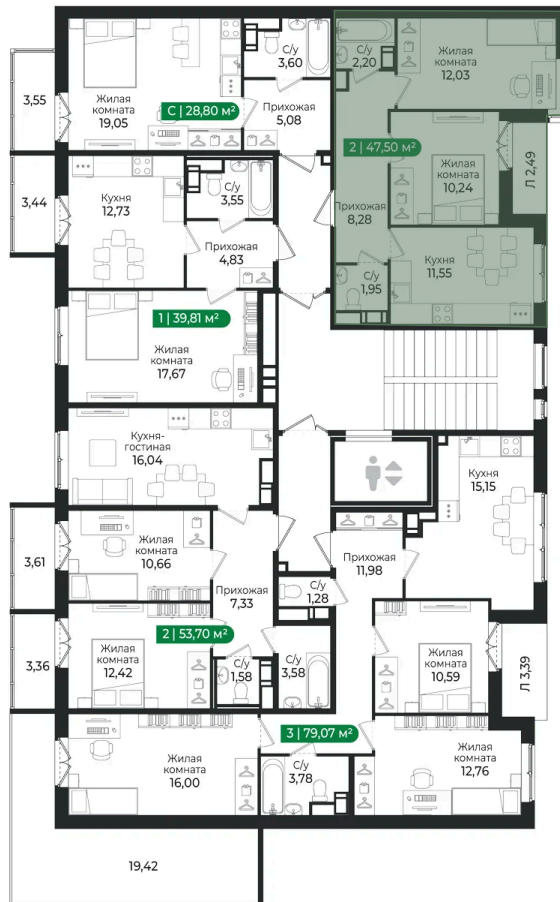 3,55
Жилая
комната
19,05
С | 28,80 м²
С/у
3,60
Прихожая
5,08
С/у
2,20
Жилая
комната
12,03
2 | 47,50 м²
Жилая
комната
10,24
Л 2,49
Прихожая
8,28
Кухня
11,55
С/у
1,95
3,44
Кухня
12,73
С/у
3,55
Прихожая
4,83
1 | 39,81 м²
Жилая
комната
17,67
Кухня-
гостиная
16,04
Кухня
15,15
3,61
Жилая
комната
10,66
Прихожая
7,33
Прихожая
11,98
С/у
1,28
2 | 53,70 м²
3,36
Жилая
комната
12,42
С/у
1,58
С/у
3,58
Жилая
комната
10,59
Л 3,39
3 | 79,07 м²
Жилая
комната
16,00
С/у
3,78
Жилая
комната
12,76
19,42